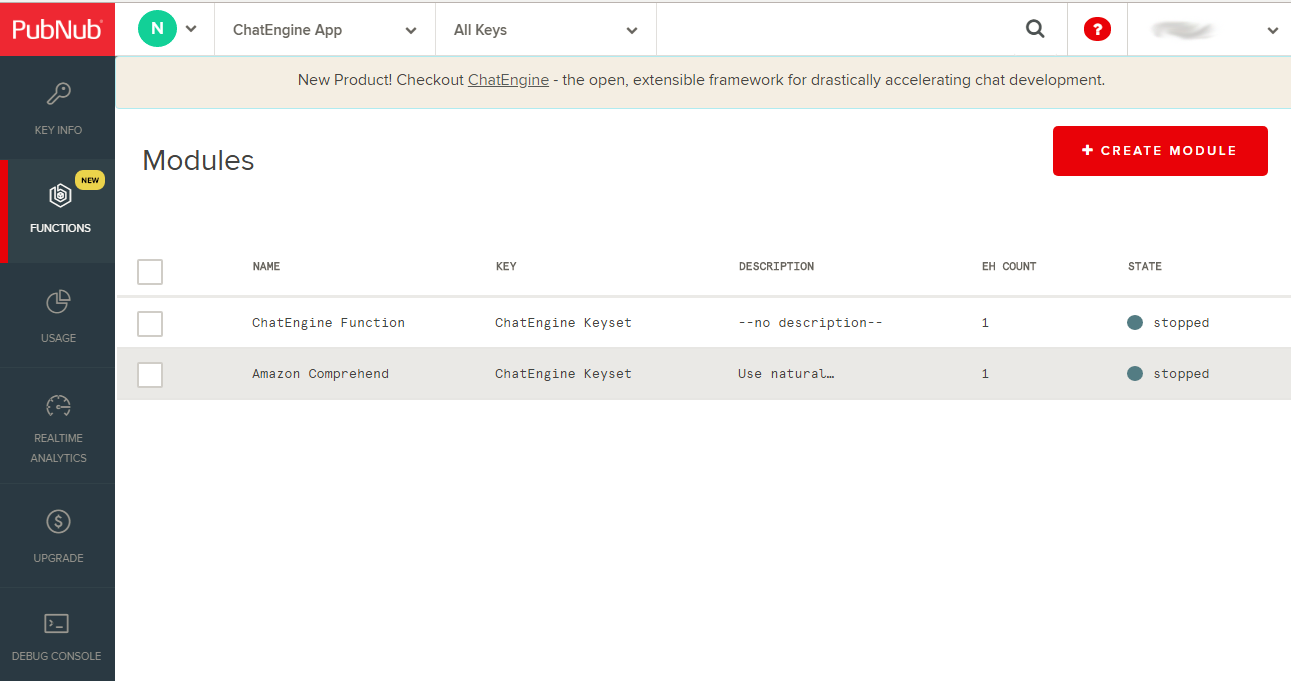 PubNub
N
ChatEngine App
All Keys
?
New Product! Checkout ChatEngine - the open, extensible framework for drastically accelerating chat development.
KEY INFO
NEW
FUNCTIONS
USAGE
REALTIME
ANALYTICS
$
UPGRADE
DEBUG CONSOLE
Modules
+ CREATE MODULE
NAME KEY DESCRIPTION EH COUNT STATE
ChatEngine Function ChatEngine Keyset --no description-- 1 stopped
Amazon Comprehend ChatEngine Keyset Use natural… 1 stopped